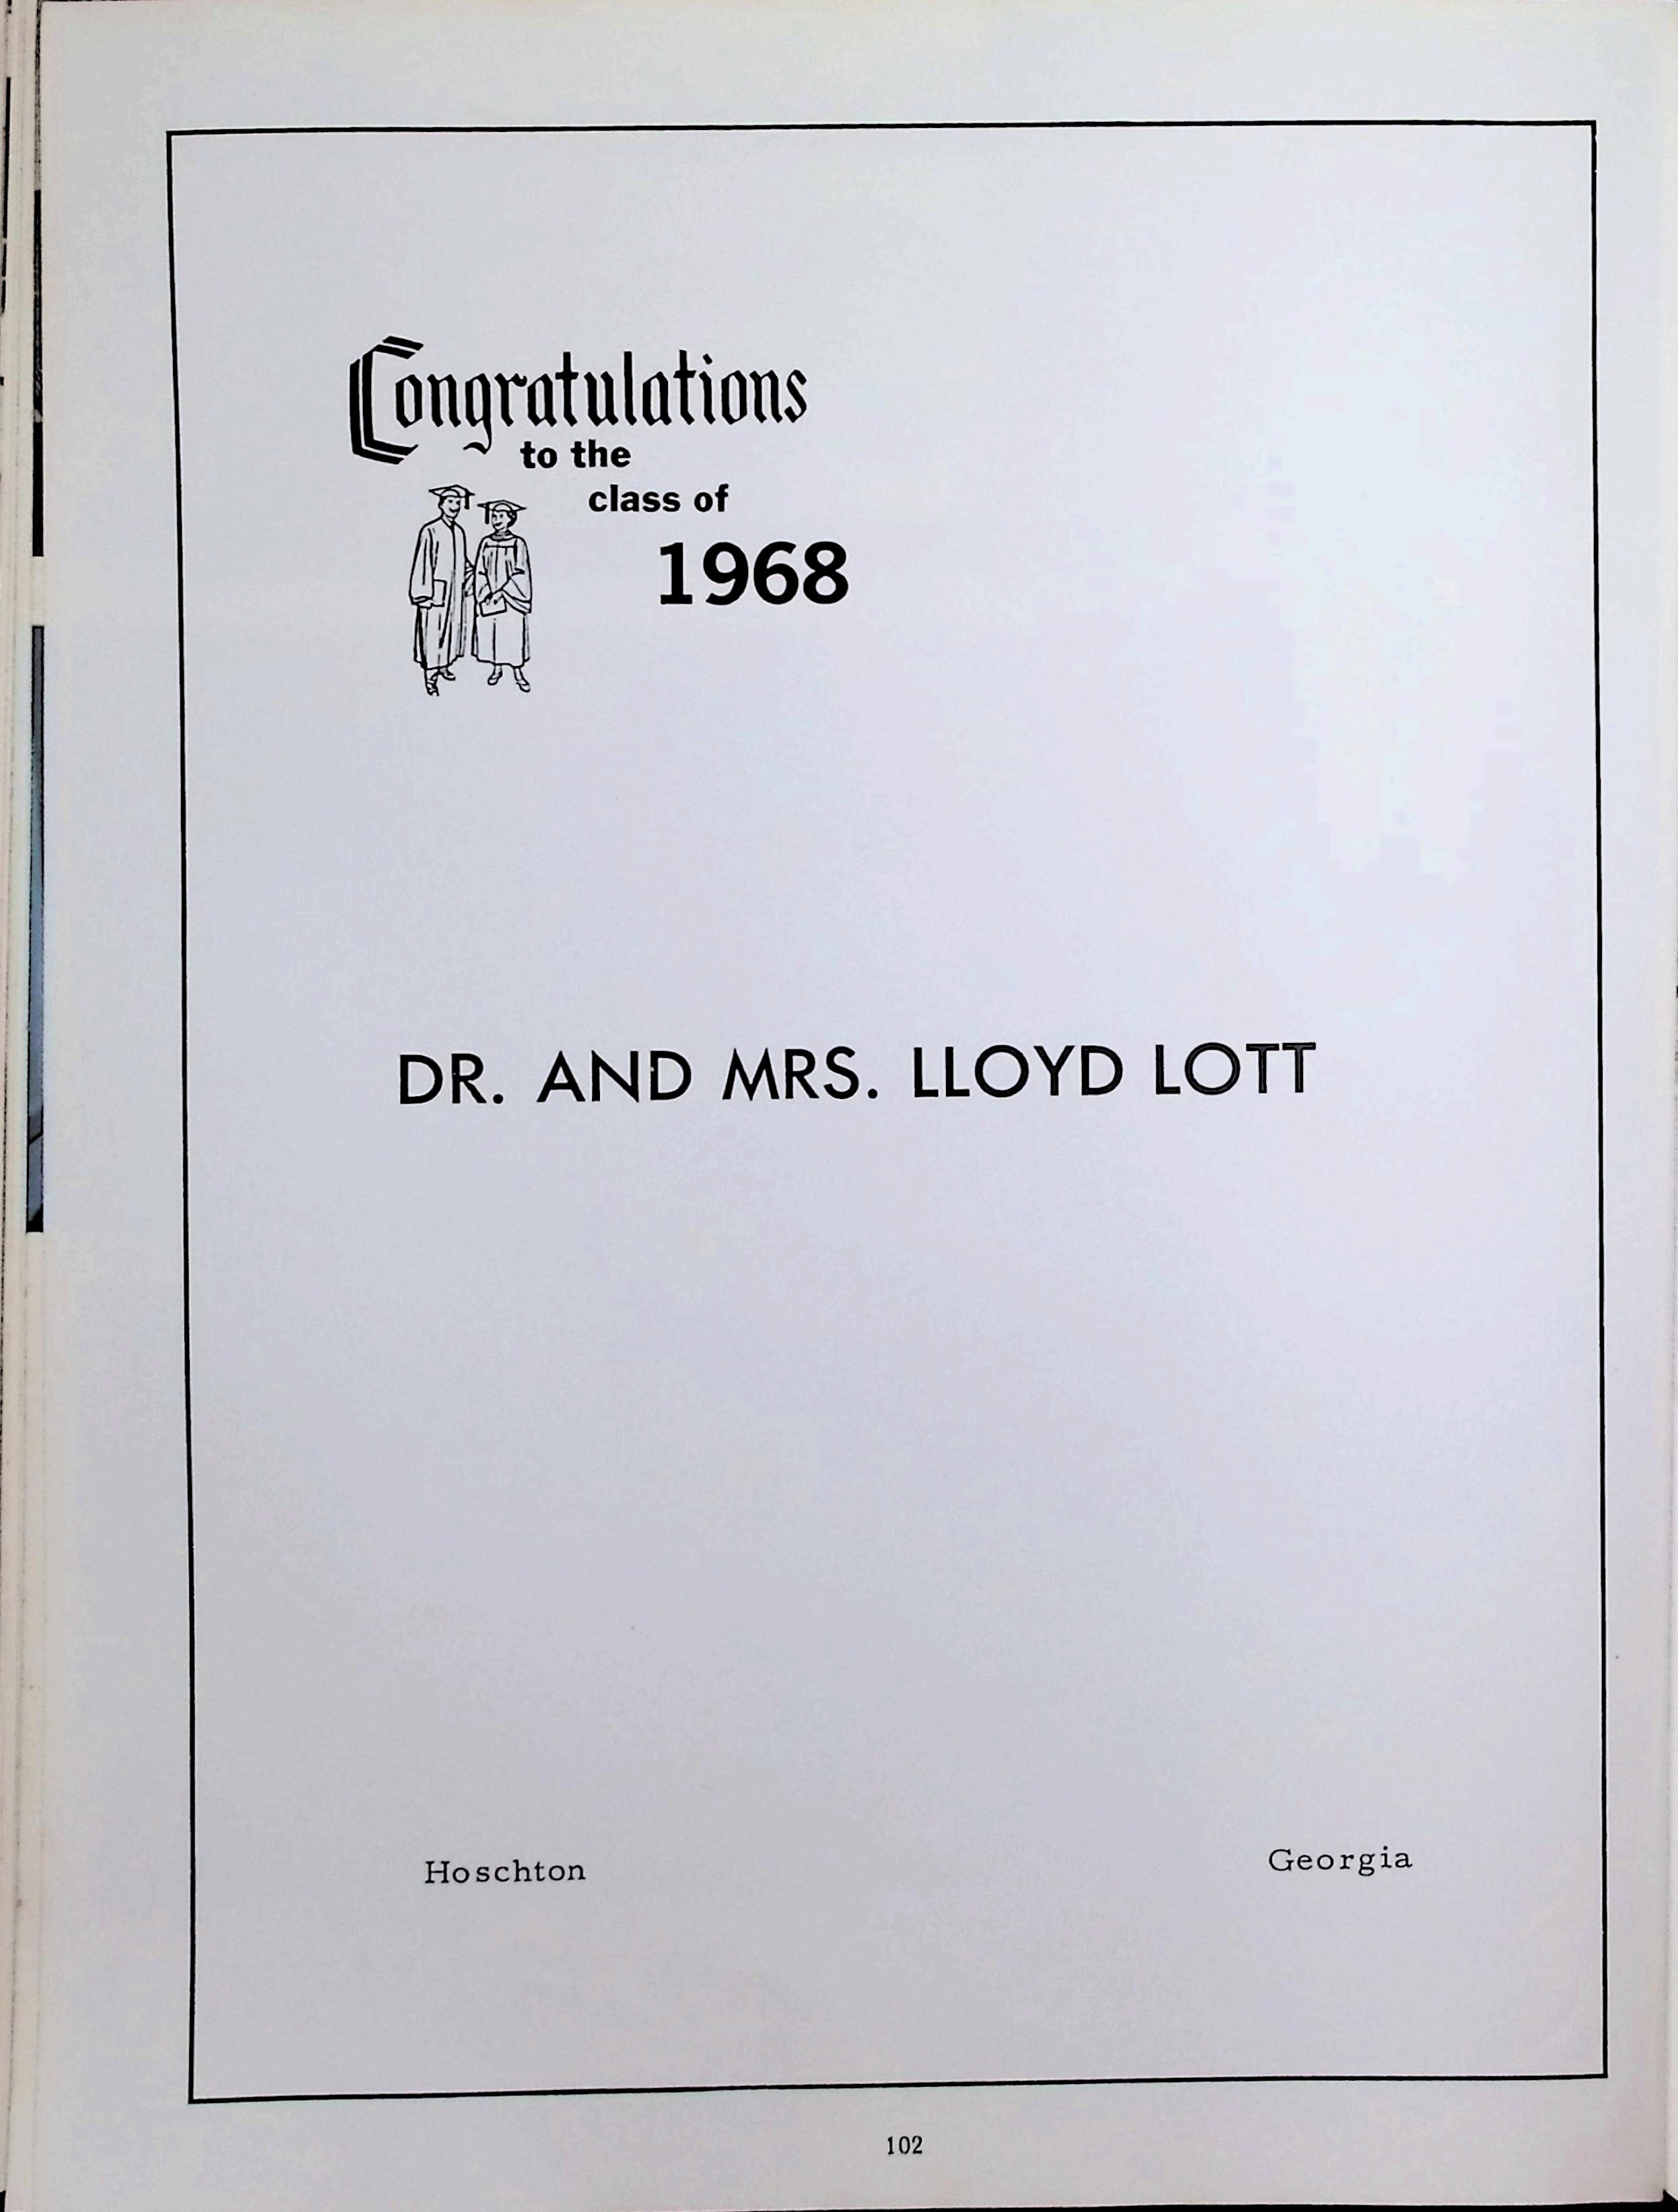 Congratulations
to the
class of
1968
DR. AND MRS. LLOYD LOTT
Hoschton Georgia
102